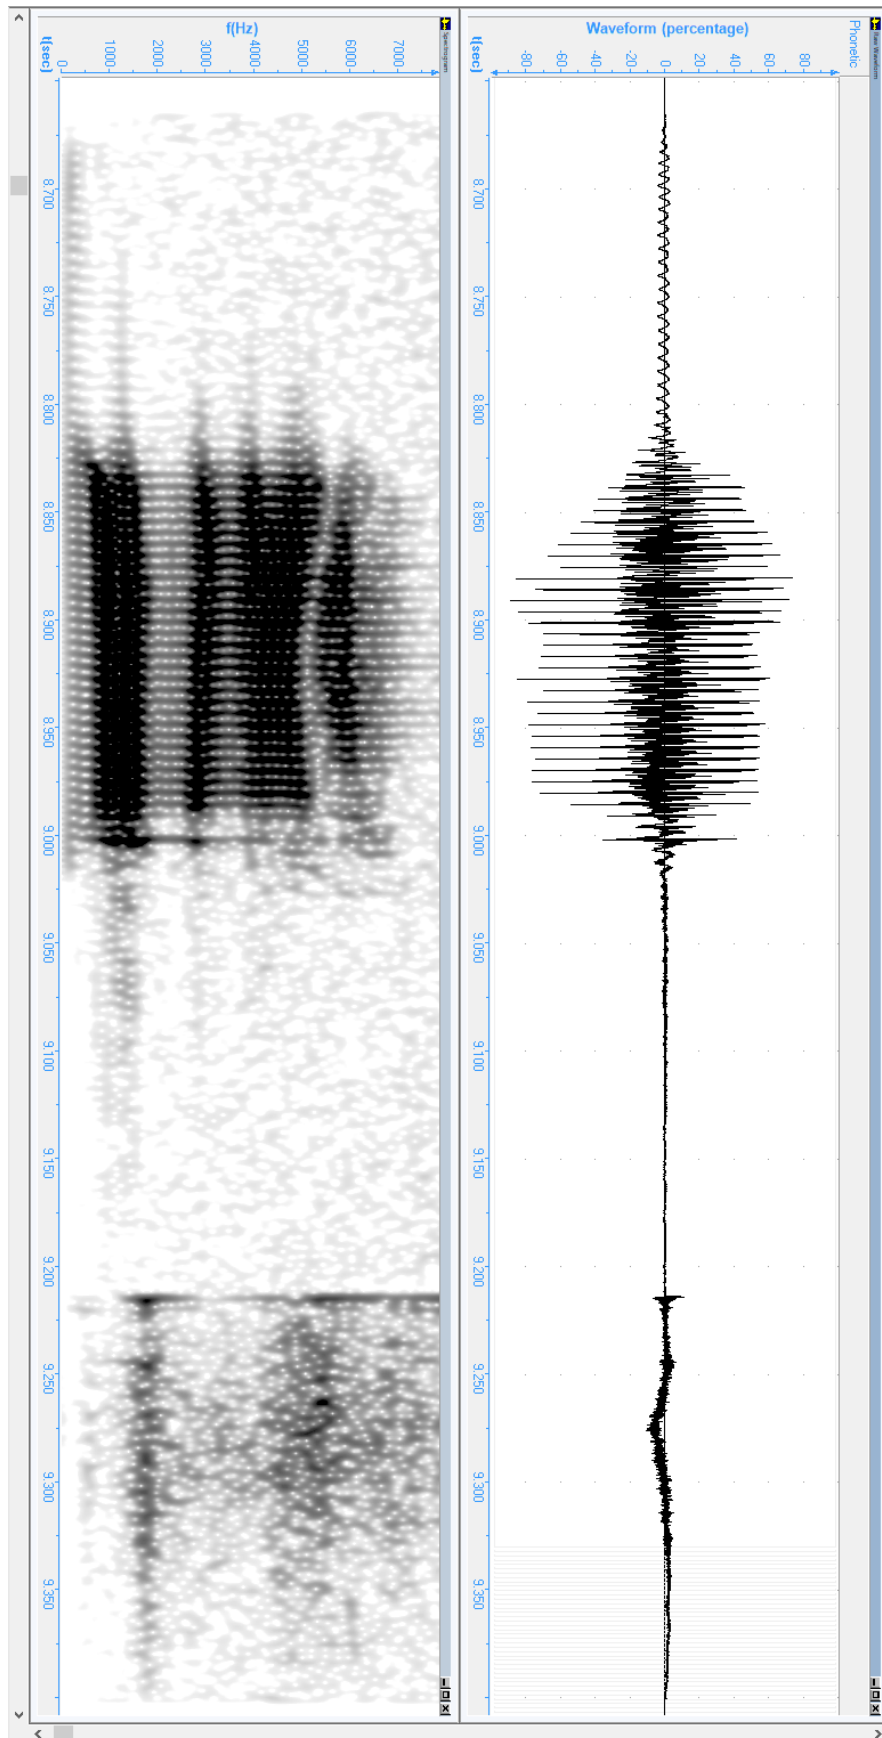 Raw Waveform
Phonetic
Waveform (percentage)
-80 -60 -40 -20 0 20 40 60 80
t(sec) 8.700 8.750 8.800 8.850 8.900 8.950 9.000 9.050 9.100 9.150 9.200 9.250 9.300 9.350
Spectrogram
f(Hz)
7000
6000
5000
4000
3000
2000
1000
0
t(sec) 8.700 8.750 8.800 8.850 8.900 8.950 9.000 9.050 9.100 9.150 9.200 9.250 9.300 9.350